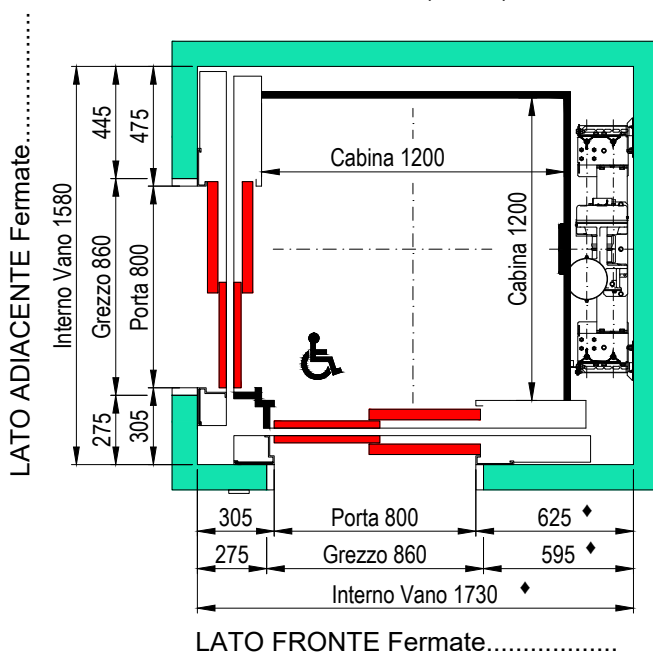 LATO ADIACENTE Fermate..................
Interno Vano 1580
445
Grezzo 860
275
475
Porta 800
305
Cabina 1200
Cabina 1200
305
Porta 800
625 ♦
275
Grezzo 860
595 ♦
Interno Vano 1730 ♦
LATO FRONTE Fermate..................